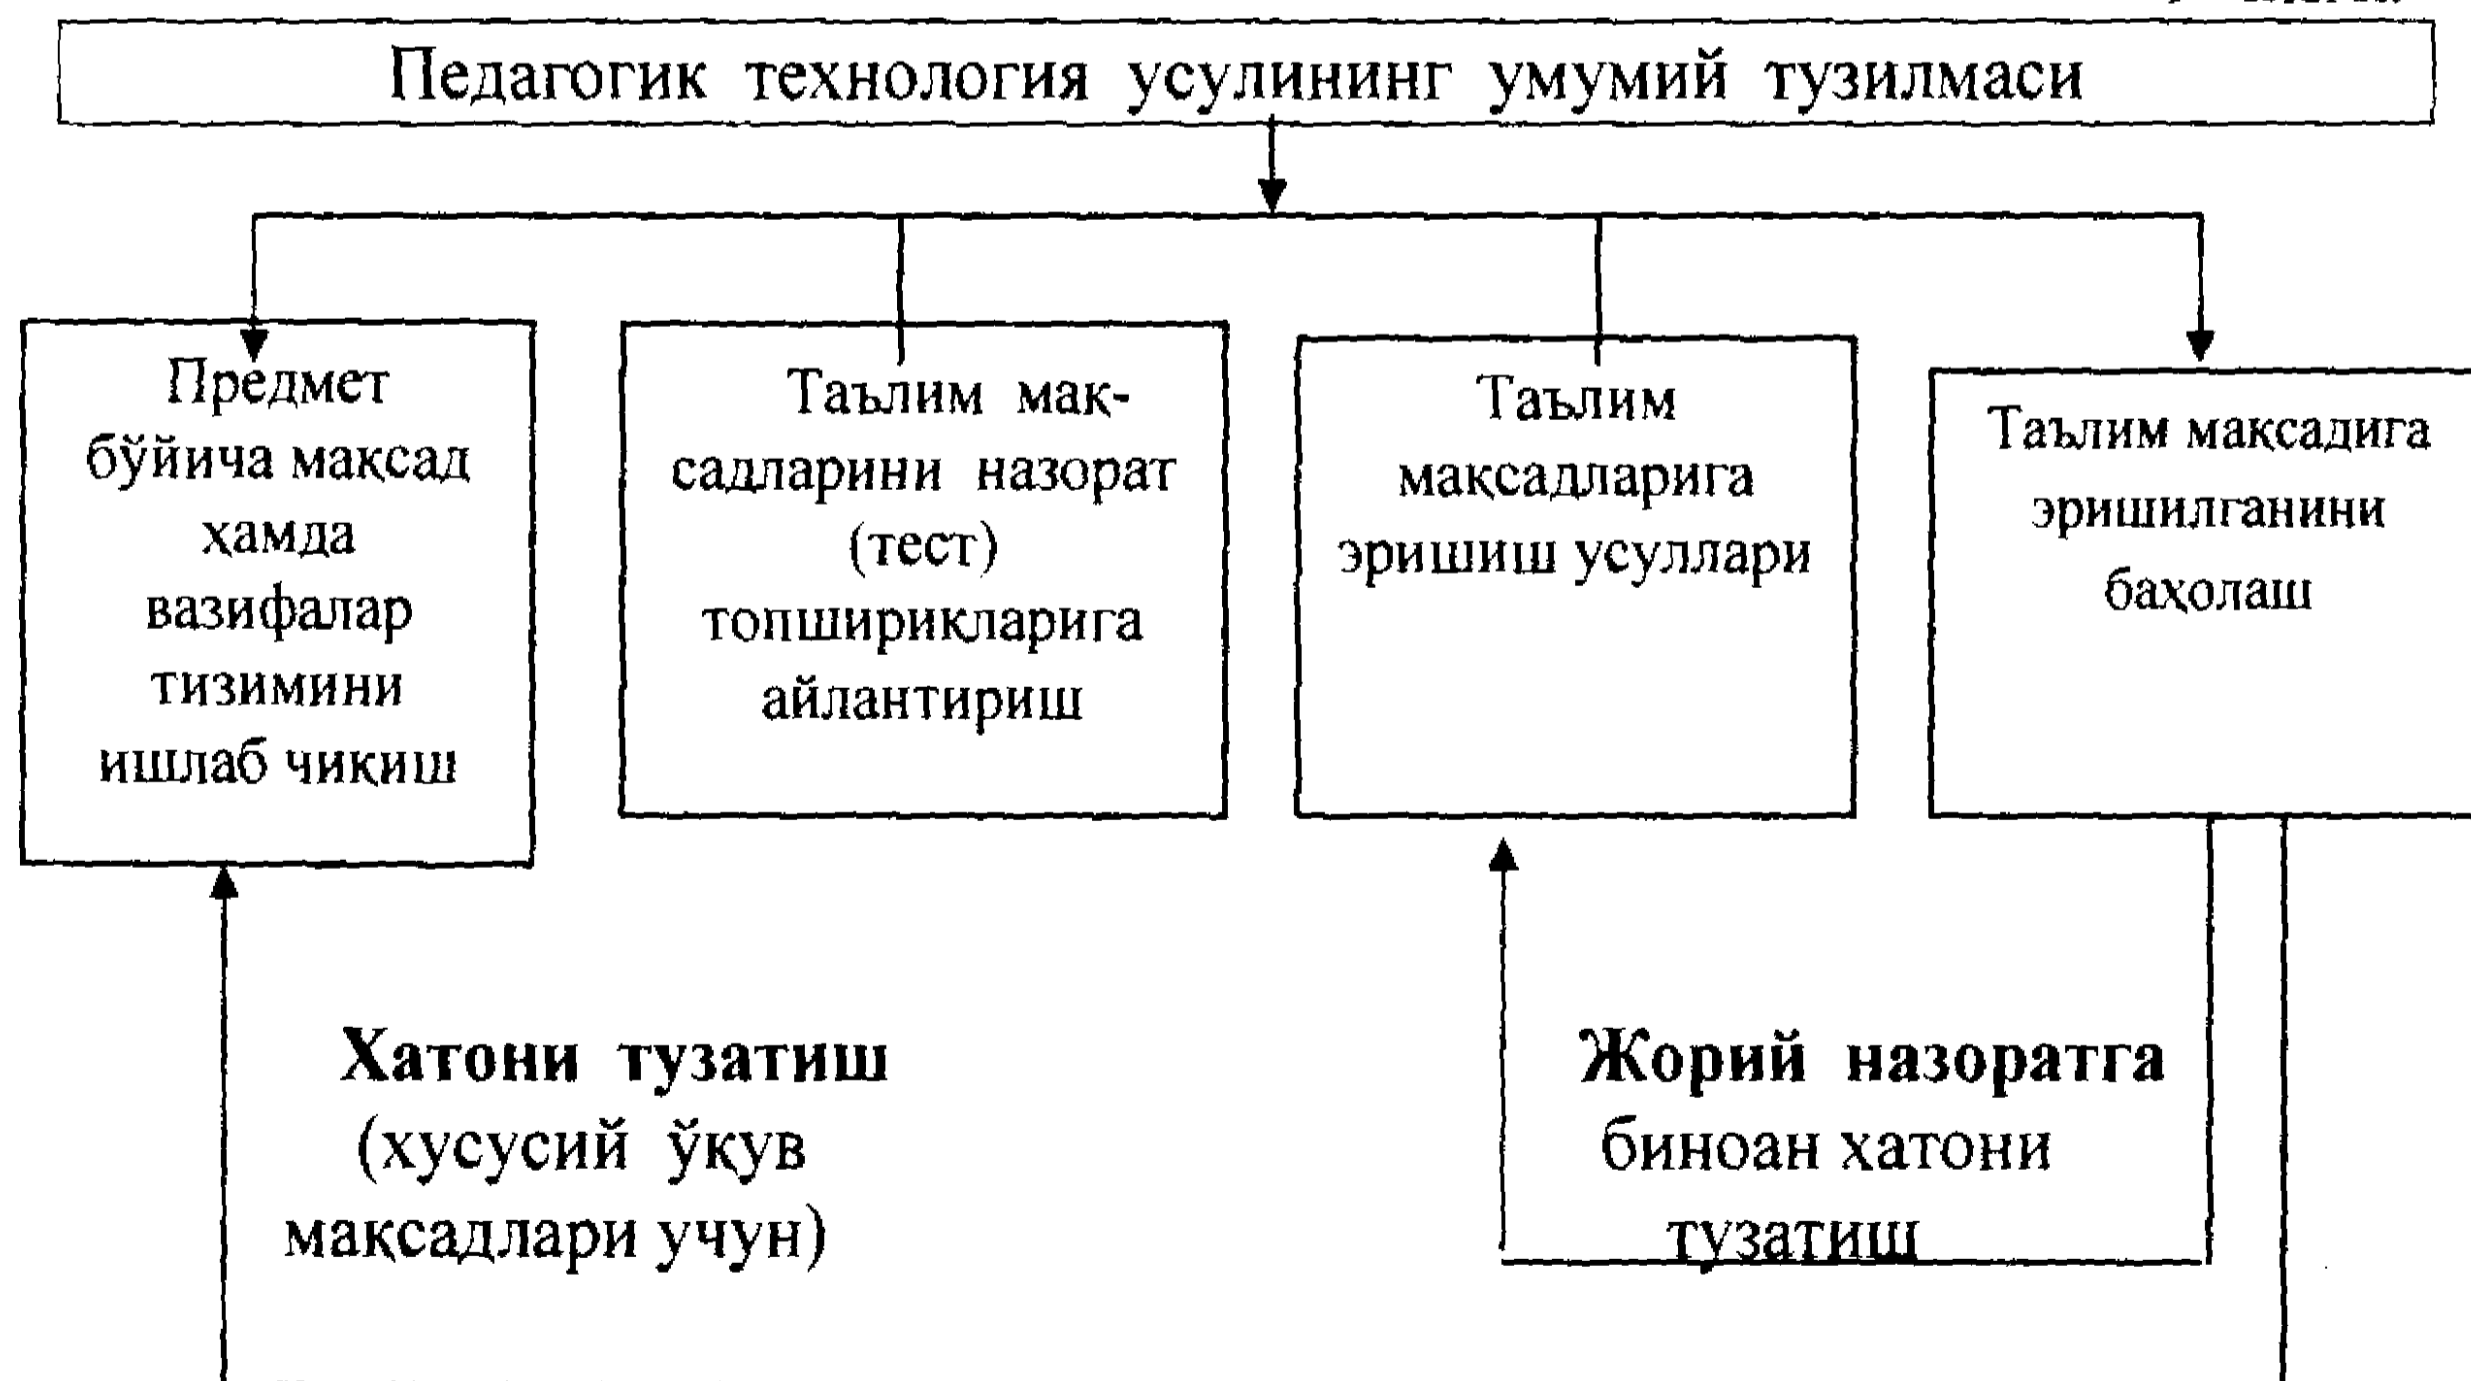 Педагогик технология усулининг умумий тузилмаси
Предмет
бўйича мақсад
ҳамда
вазифалар
тизимини
ишлаб чиқиш
Таълим мақ-
садларини назорат
(тест)
топшириқларига
айлантириш
Таълим
мақсадларига
эришиш усуллари
Таълим мақсадига
эришилганини
баҳолаш
Хатони тузатиш
(хусусий ўқув
мақсадлари учун)
Жорий назоратга
биноан хатони
тузатиш